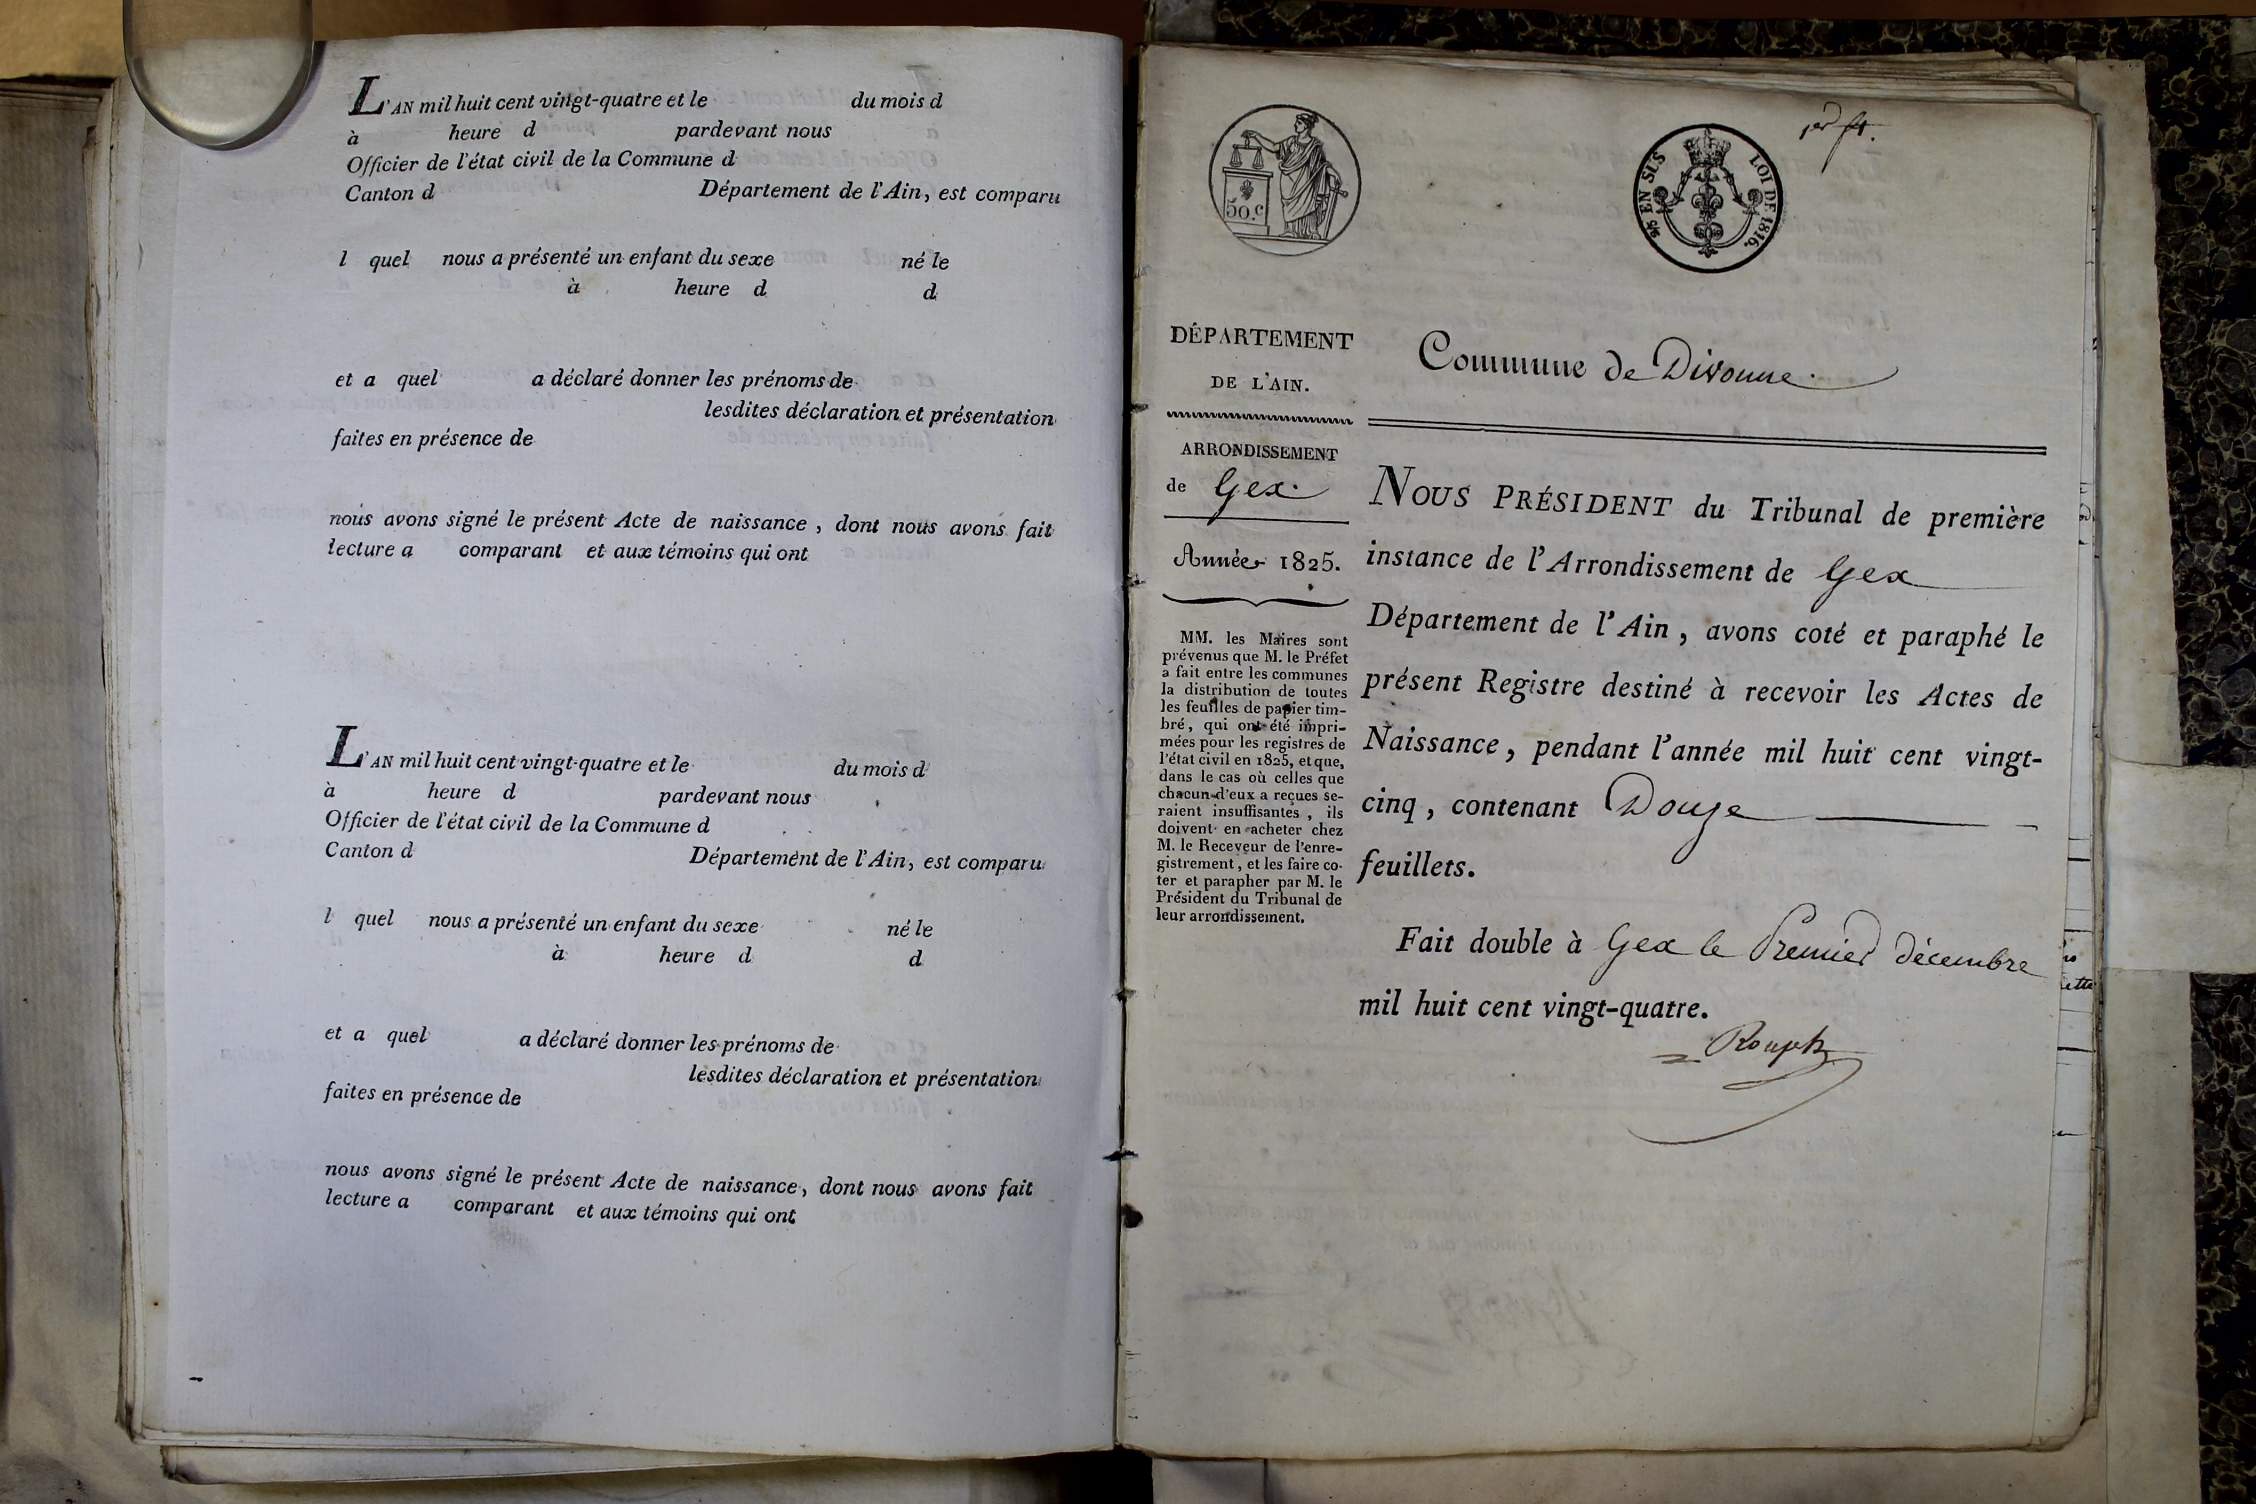 L'AN mil huit cent vingt-quatre et le du mois d
à heure d pardevant nous
Officier de l'état civil de la Commune d
Canton d Département de l'Ain, est comparu
l quel nous a présenté un enfant du sexe né le
à heure d d
et a quel a déclaré donner les prénoms de
lesdites déclaration et présentation
faites en présence de
nous avons signé le présent Acte de naissance, dont nous avons fait
lecture a comparant et aux témoins qui ont
L'AN mil huit cent vingt-quatre et le du mois d
à heure d pardevant nous
Officier de l'état civil de la Commune d
Canton d Département de l'Ain, est comparu
l quel nous a présenté un enfant du sexe né le
à heure d d
et a quel a déclaré donner les prénoms de
lesdites déclaration et présentation
faites en présence de
nous avons signé le présent Acte de naissance, dont nous avons fait
lecture a comparant et aux témoins qui ont
50.c
EN SUS LOI DE 1816.
1er ft.
DÉPARTEMENT
DE L'AIN.
ARRONDISSEMENT
de Gex.
Année 1825.
MM. les Maires sont
prévenus que M. le Préfet
a fait entre les communes
la distribution de toutes
les feuilles de papier tim-
bré, qui ont été impri-
mées pour les registres de
l'état civil en 1825, et que,
dans le cas où celles que
chacun d'eux a reçues se-
raient insuffisantes, ils
doivent en acheter chez
M. le Receveur de l'enre-
gistrement, et les faire co-
ter et parapher par M. le
Président du Tribunal de
leur arrondissement.
Commune de Divonne.
NOUS PRÉSIDENT du Tribunal de première
instance de l'Arrondissement de Gex
Département de l'Ain, avons coté et paraphé le
présent Registre destiné à recevoir les Actes de
Naissance, pendant l'année mil huit cent vingt-
cinq, contenant Douze
feuillets.
Fait double à Gex le Premier décembre
mil huit cent vingt-quatre.